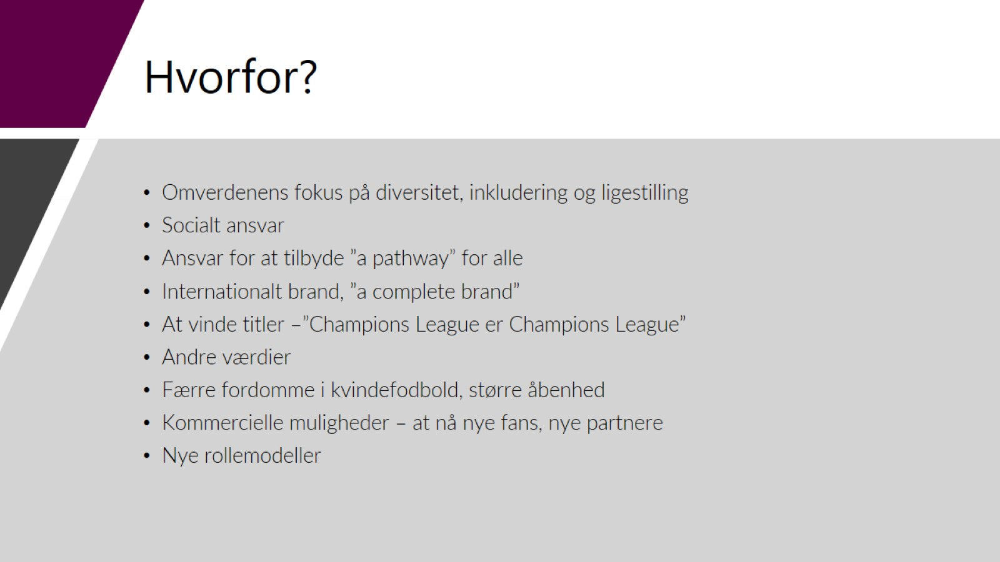 Hvorfor?
• Omverdenens fokus på diversitet, inkludering og ligestilling
• Socialt ansvar
• Ansvar for at tilbyde ”a pathway” for alle
• Internationalt brand, ”a complete brand”
• At vinde titler –”Champions League er Champions League”
• Andre værdier
• Færre fordomme i kvindefodbold, større åbenhed
• Kommercielle muligheder – at nå nye fans, nye partnere
• Nye rollemodeller